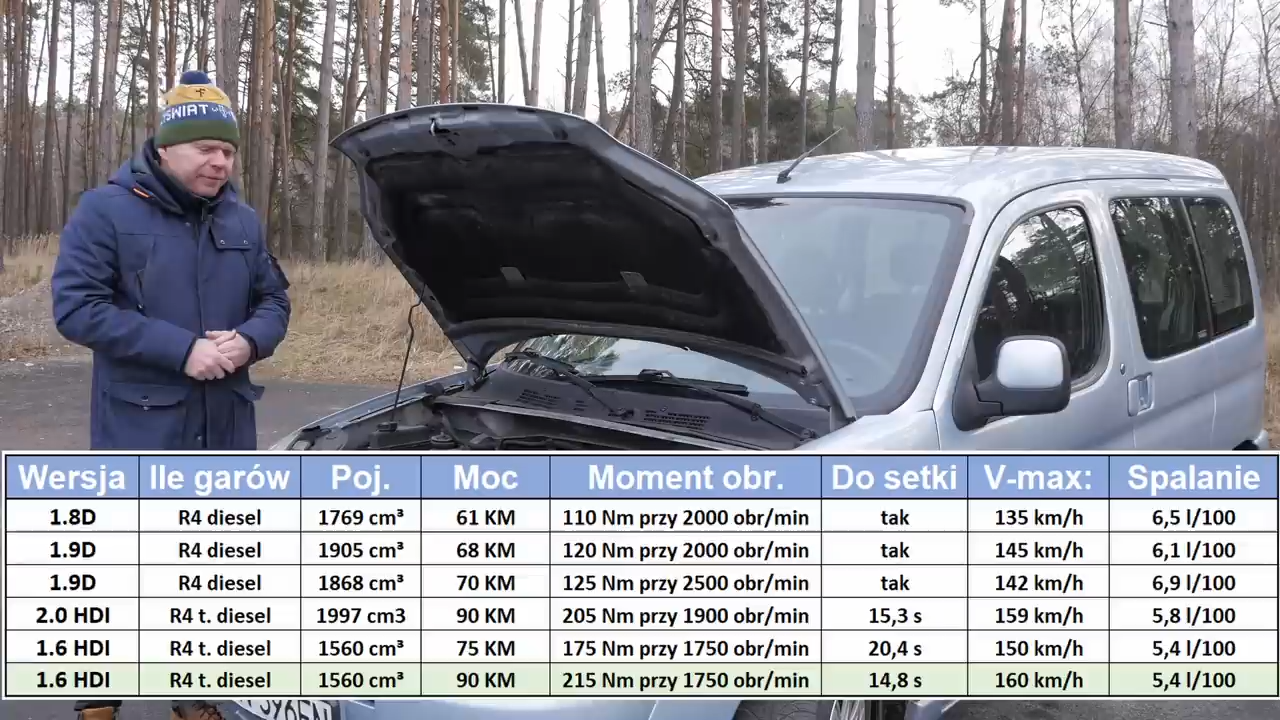 ŚWIAT
Wersja Ile garów Poj. Moc Moment obr. Do setki V-max: Spalanie
1.8D R4 diesel 1769 cm³ 61 KM 110 Nm przy 2000 obr/min tak 135 km/h 6,5 l/100
1.9D R4 diesel 1905 cm³ 68 KM 120 Nm przy 2000 obr/min tak 145 km/h 6,1 l/100
1.9D R4 diesel 1868 cm³ 70 KM 125 Nm przy 2500 obr/min tak 142 km/h 6,9 l/100
2.0 HDI R4 t. diesel 1997 cm3 90 KM 205 Nm przy 1900 obr/min 15,3 s 159 km/h 5,8 l/100
1.6 HDI R4 t. diesel 1560 cm³ 75 KM 175 Nm przy 1750 obr/min 20,4 s 150 km/h 5,4 l/100
1.6 HDI R4 t. diesel 1560 cm³ 90 KM 215 Nm przy 1750 obr/min 14,8 s 160 km/h 5,4 l/100